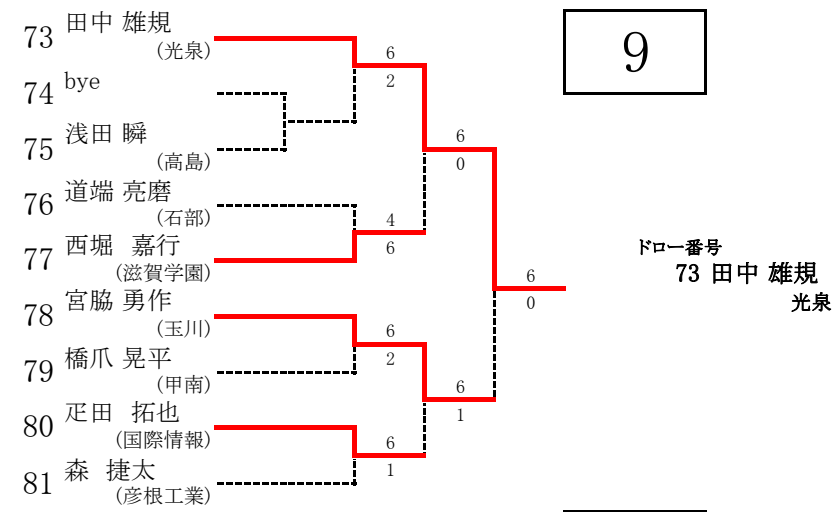 73 田中 雄規
(光泉)
74 bye
75 浅田 瞬
(高島)
76 道端 亮磨
(石部)
77 西堀 嘉行
(滋賀学園)
78 宮脇 勇作
(玉川)
79 橋爪 晃平
(甲南)
80 疋田 拓也
(国際情報)
81 森 捷太
(彦根工業)
6
2
4
6
6
2
6
1
6
0
6
1
6
0
9
ドロー番号
73 田中 雄規
光泉